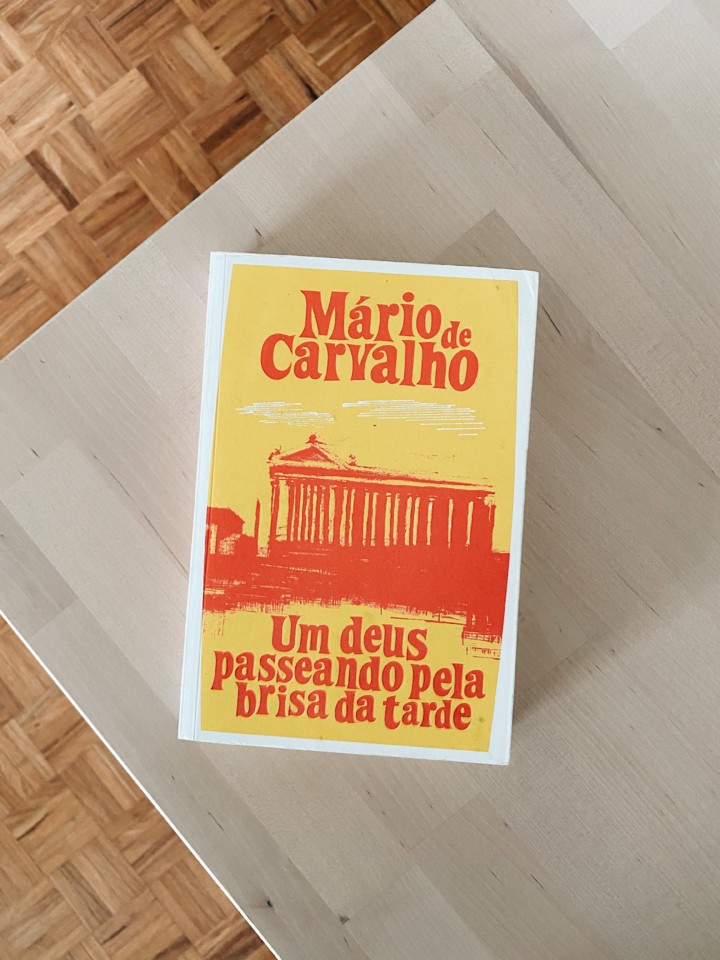 Mário de
Carvalho
Um deus
passeando pela
brisa da tarde